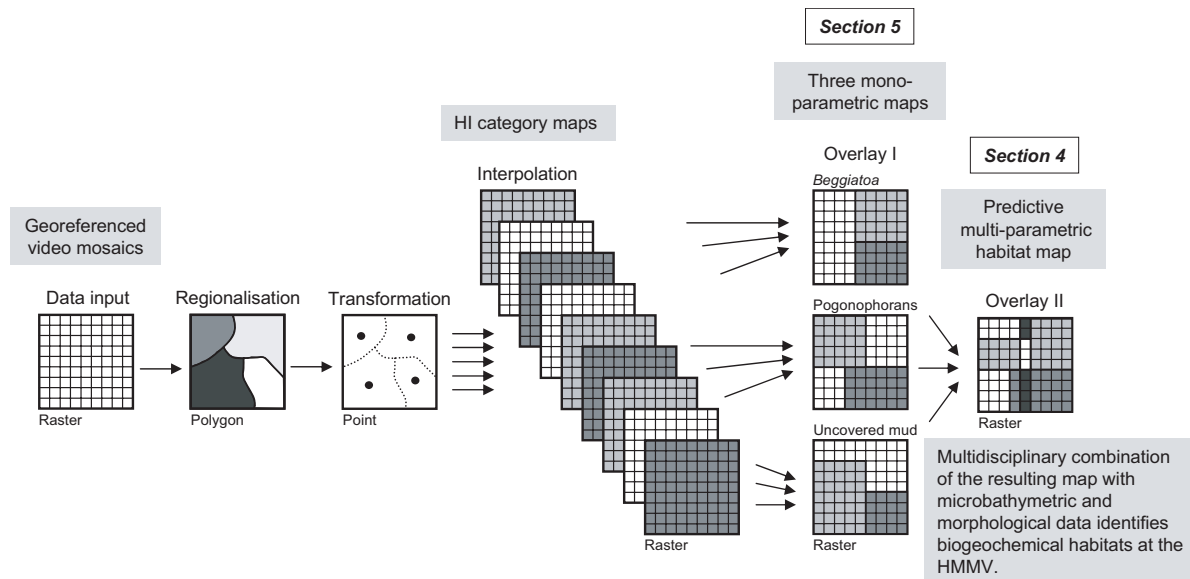 Section 5
Three mono-
parametric maps
HI category maps
Overlay I
Section 4
Interpolation
Beggiatoa
Georeferenced
video mosaics
Predictive
multi-parametric
habitat map
Data input
Regionalisation
Transformation
Pogonophorans
Overlay II
Raster
Polygon
Point
Uncovered mud
Raster
Multidisciplinary combination
of the resulting map with
microbathymetric and
morphological data identifies
biogeochemical habitats at the
HMMV.
Raster
Raster